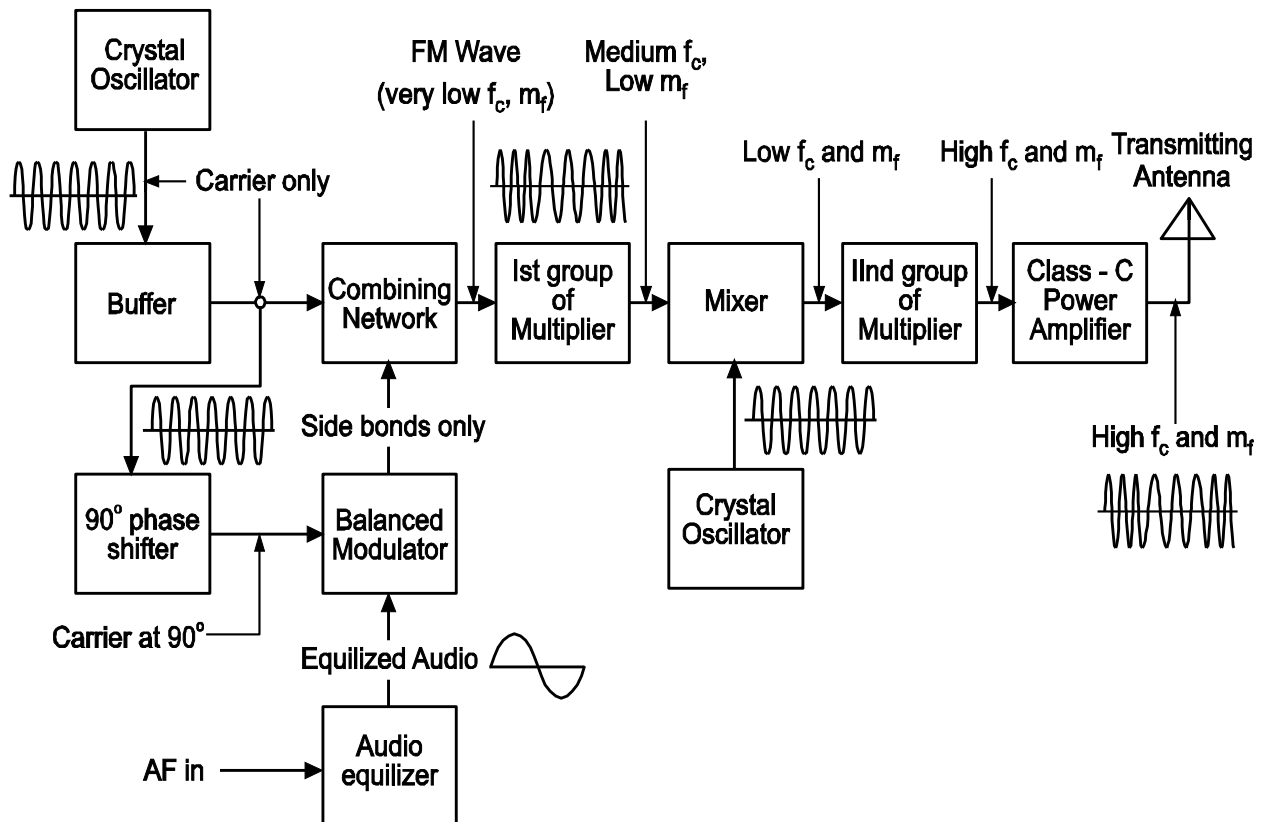 Crystal
Oscillator
FM Wave
(very low f_c, m_f)
Medium f_c,
Low m_f
Carrier only
Low f_c and m_f
High f_c and m_f
Transmitting
Antenna
Buffer
Combining
Network
Ist group
of
Multiplier
Mixer
IInd group
of
Multiplier
Class - C
Power
Amplifier
Side bonds only
High f_c and m_f
90° phase
shifter
Balanced
Modulator
Crystal
Oscillator
Carrier at 90°
Equilized Audio
AF in
Audio
equilizer